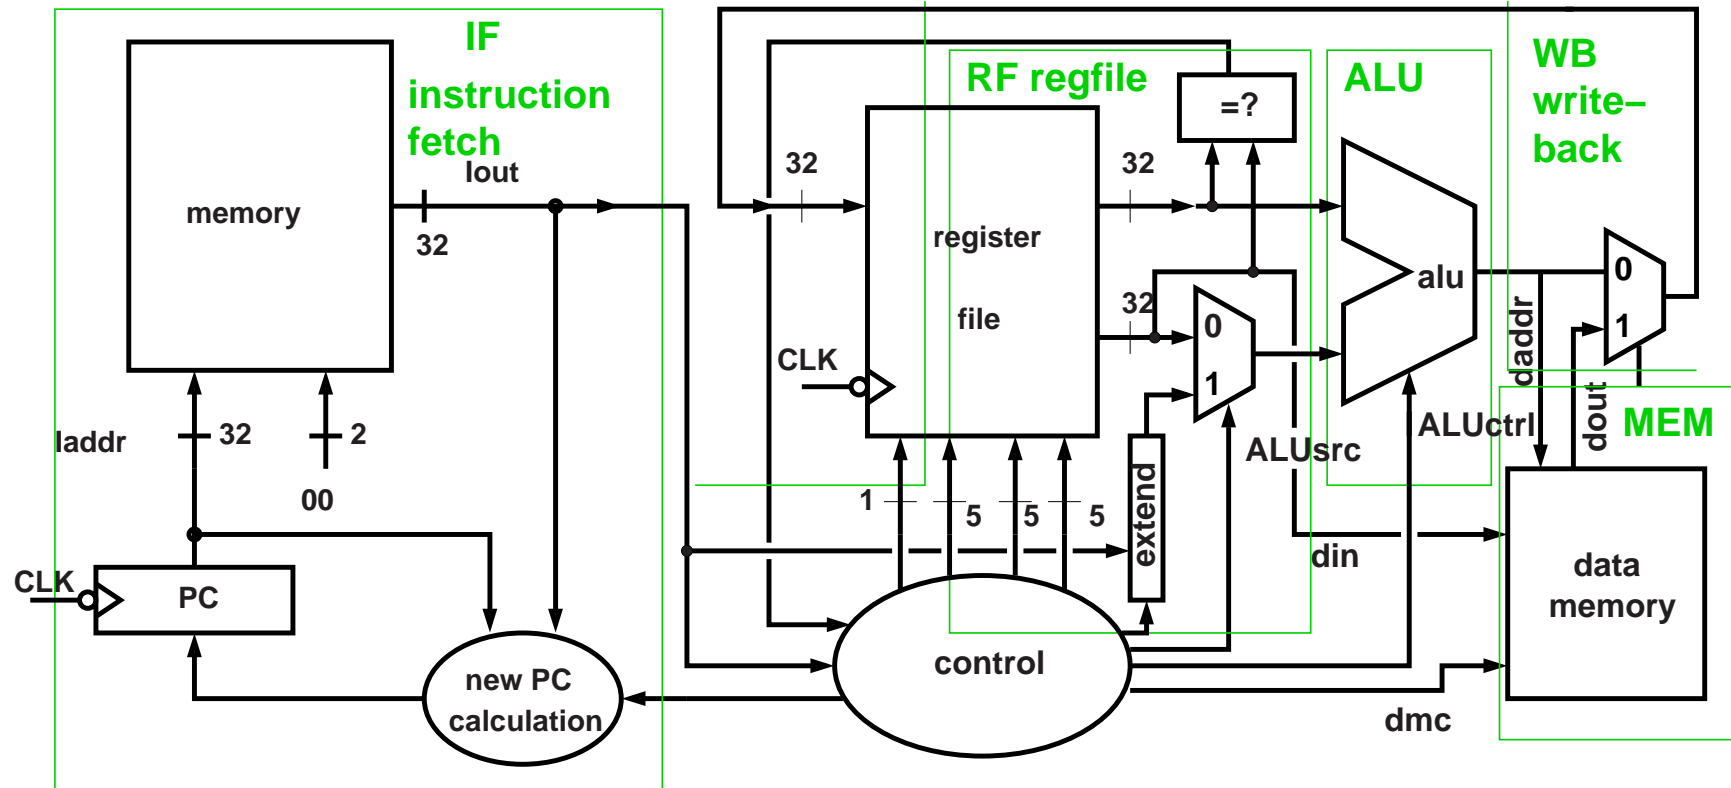 IF
instruction
fetch
Iout
memory
32
Iaddr
32
2
00
CLK
PC
new PC
calculation
RF regfile
=?
32
32
register
file
32
CLK
0
1
1
5
5
5
extend
ALUsrc
control
ALU
alu
ALUctrl
din
dmc
WB
write–
back
0
1
daddr
dout
MEM
data
memory